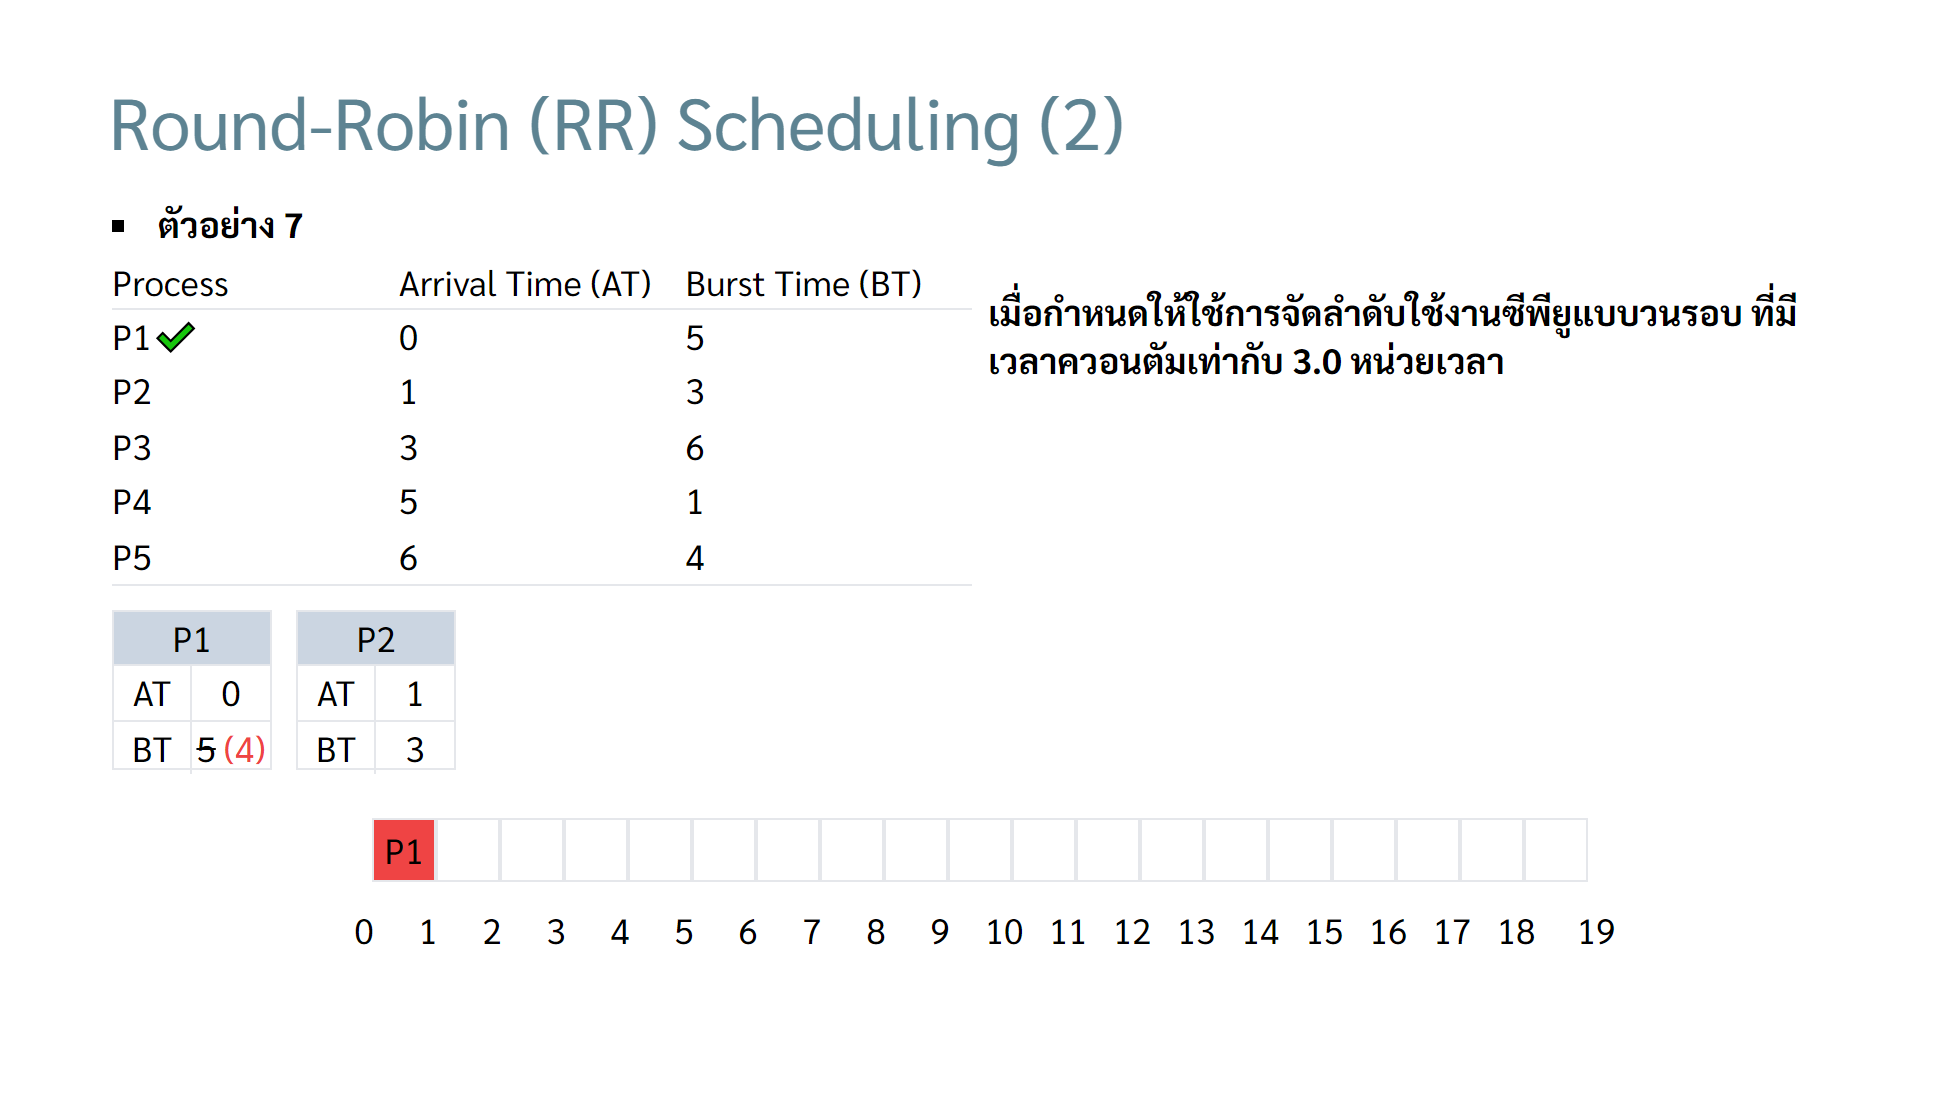 Round-Robin (RR) Scheduling (2)
▪ ตัวอย่าง 7
Process Arrival Time (AT) Burst Time (BT)
P1 0 5
P2 1 3
P3 3 6
P4 5 1
P5 6 4
เมื่อกำหนดให้ใช้การจัดลำดับใช้งานซีพียูแบบวนรอบ ที่มี
เวลาควอนตัมเท่ากับ 3.0 หน่วยเวลา
P1
AT 0
BT 5 (4)
P2
AT 1
BT 3
P1
0 1 2 3 4 5 6 7 8 9 10 11 12 13 14 15 16 17 18 19